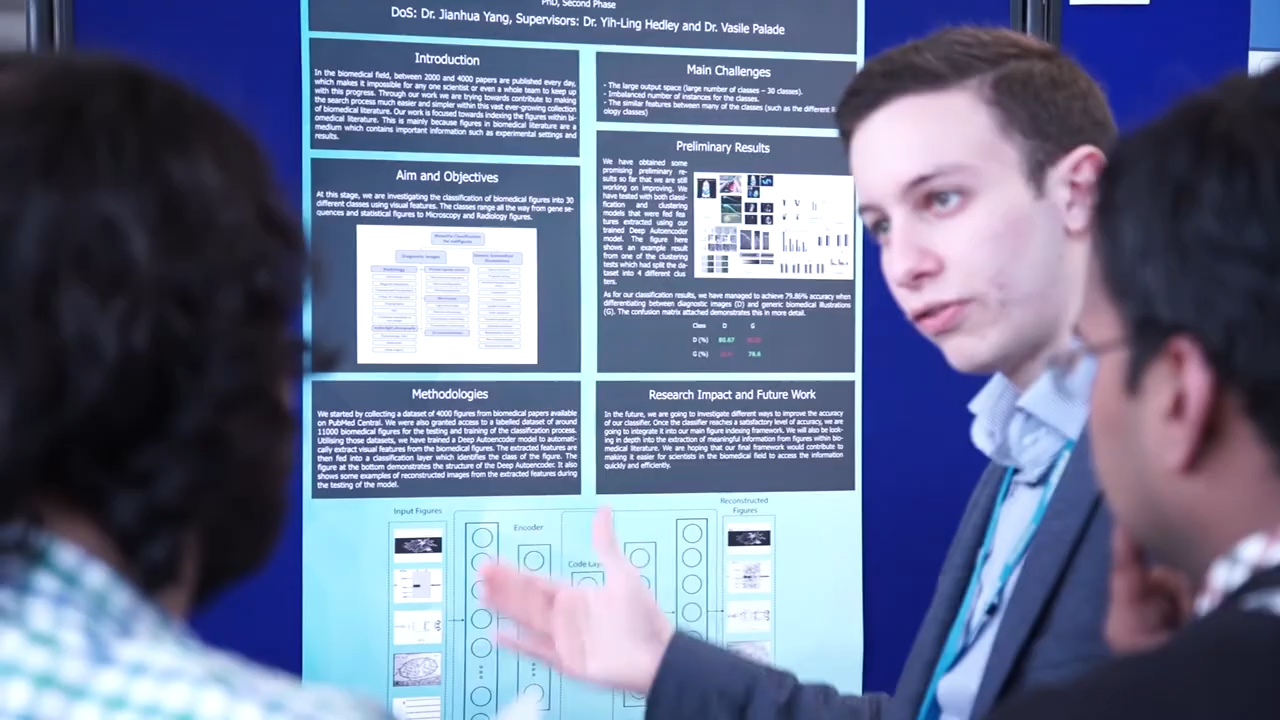 PhD, Second Phase
DoS: Dr. Jianhua Yang, Supervisors: Dr. Yih-Ling Hedley and Dr. Vasile Palade
Introduction
In the biomedical field, between 2000 and 4000 papers are published every day,
which makes it impossible for any one scientist or even a whole team to keep up
with this progress. Through our work we are trying towards contribute to making
the search process much easier and simpler within this vast ever-growing collection
of biomedical literature. Our work is focused towards indexing the figures within bi-
omedical literature. This is mainly because figures in biomedical literature are a
medium which contains important information such as experimental settings and
results.
Aim and Objectives
At this stage, we are investigating the classification of biomedical figures into 30
different classes using visual features. The classes range all the way from gene se-
quences and statistical figures to Microscopy and Radiology figures.
Diagnostic Images
Radiology
Methodologies
We started by collecting a dataset of 4000 figures from biomedical papers available
on PubMed Central. We were also granted access to a labelled dataset of around
11000 biomedical figures for the testing and training of the classification process.
Utilising those datasets, we have trained a Deep Autoencoder model to automati-
cally extract visual features from the biomedical figures. The extracted features are
then fed into a classification layer which identifies the class of the figure. The
figure at the bottom demonstrates the structure of the Deep Autoencoder. It also
shows some examples of reconstructed images from the extracted features during
the testing of the model.
Main Challenges
- The large output space (large number of classes – 30 classes).
- Imbalanced number of instances for the classes.
- The similar features between many of the classes (such as the different
ology classes)
Preliminary Results
We have obtained some
promising preliminary re-
sults so far that we are still
working on improving. We
have tested with both clas-
sification and clustering
models that were fed fea-
tures extracted using our
trained Deep Autoencoder
model. The figure here
shows an example result
from one of the clustering
tests which had split the da-
taset into 4 different clus-
ters.
As for our classification results, we have managed to achieve 79.86% accuracy when
differentiating between diagnostic images (D) and generic biomedical illustrations
(G). The confusion matrix attached demonstrates this in more detail.
Class D G
D (%) 80.67
G (%) 78.6
Research Impact and Future Work
In the future, we are going to investigate different ways to improve the accuracy
of our classifier. Once the classifier reaches a satisfactory level of accuracy, we are
going to integrate it into our main figure indexing framework. We will also be look-
ing in depth into the extraction of meaningful information from figures within bio-
medical literature. We are hoping that our final framework would contribute to
making it easier for scientists in the biomedical field to access the information
quickly and efficiently.
Input Figures
Encoder
Code
Reconstructed
Figures